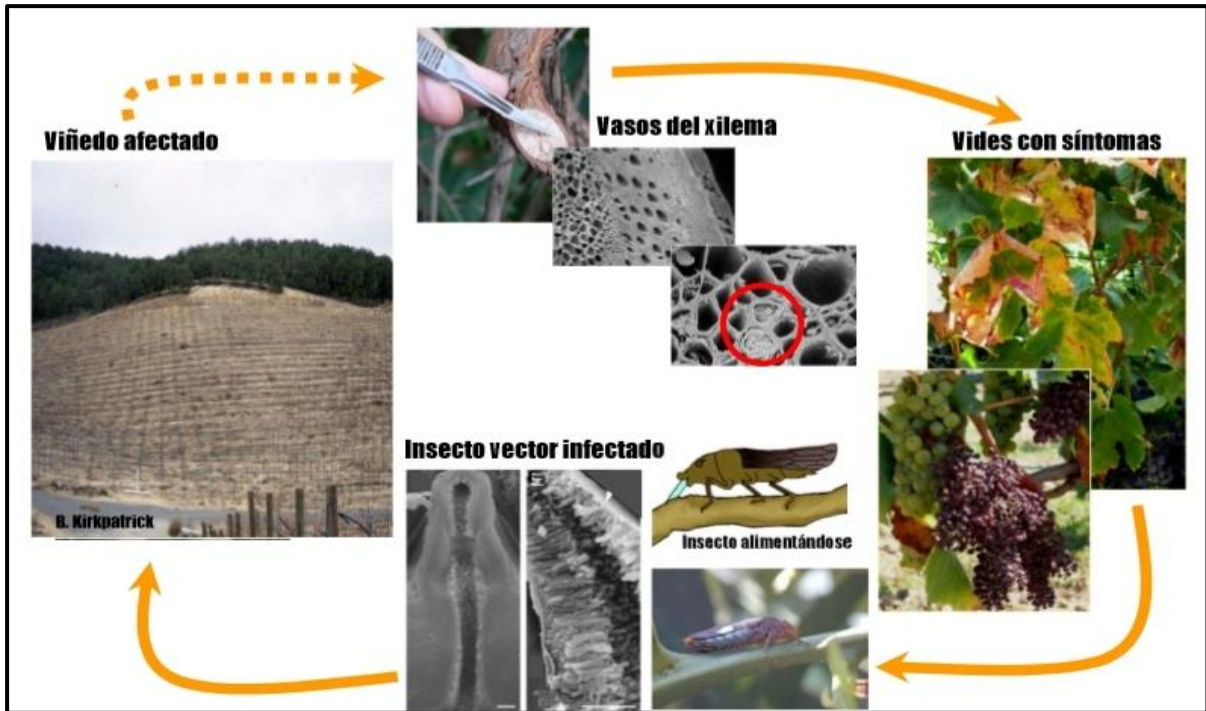 Viñedo afectado
Vasos del xilema
Vides con síntomas
B. Kirkpatrick
Insecto vector infectado
Insecto alimentándose